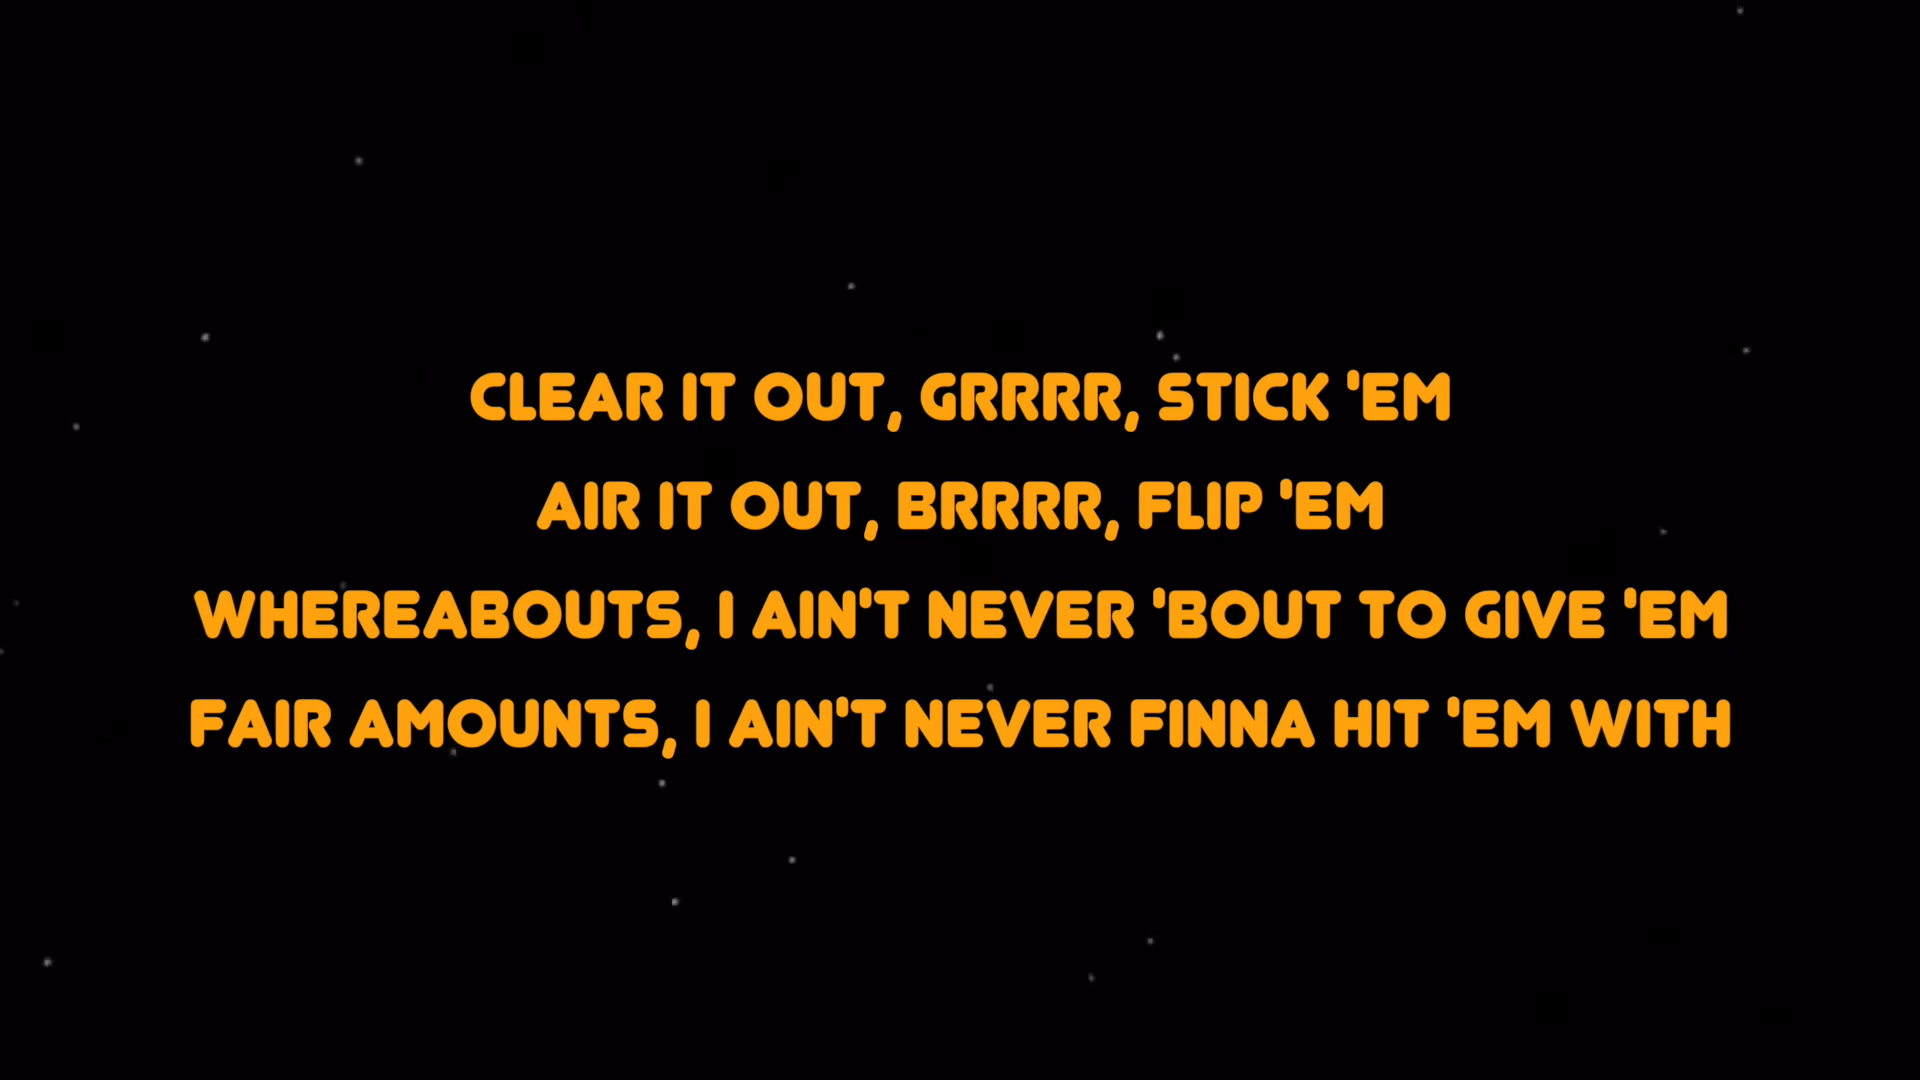 CLEAR IT OUT, GRRRR, STICK 'EM
AIR IT OUT, BRRRR, FLIP 'EM
WHEREABOUTS, I AIN'T NEVER 'BOUT TO GIVE 'EM
FAIR AMOUNTS, I AIN'T NEVER FINNA HIT 'EM WITH